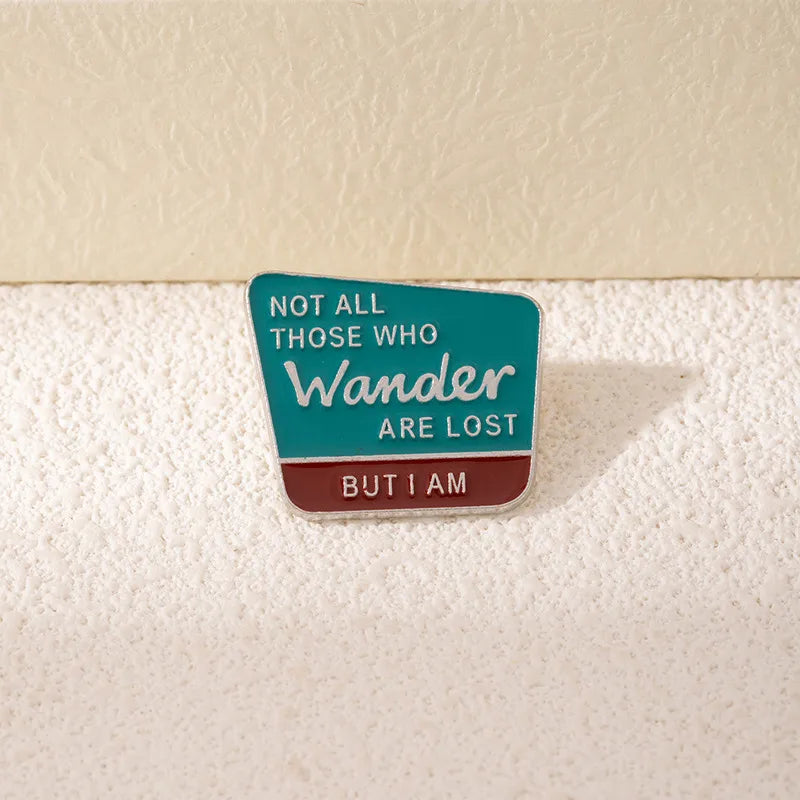 NOT ALL
THOSE WHO
Wander
ARE LOST
BUT I AM